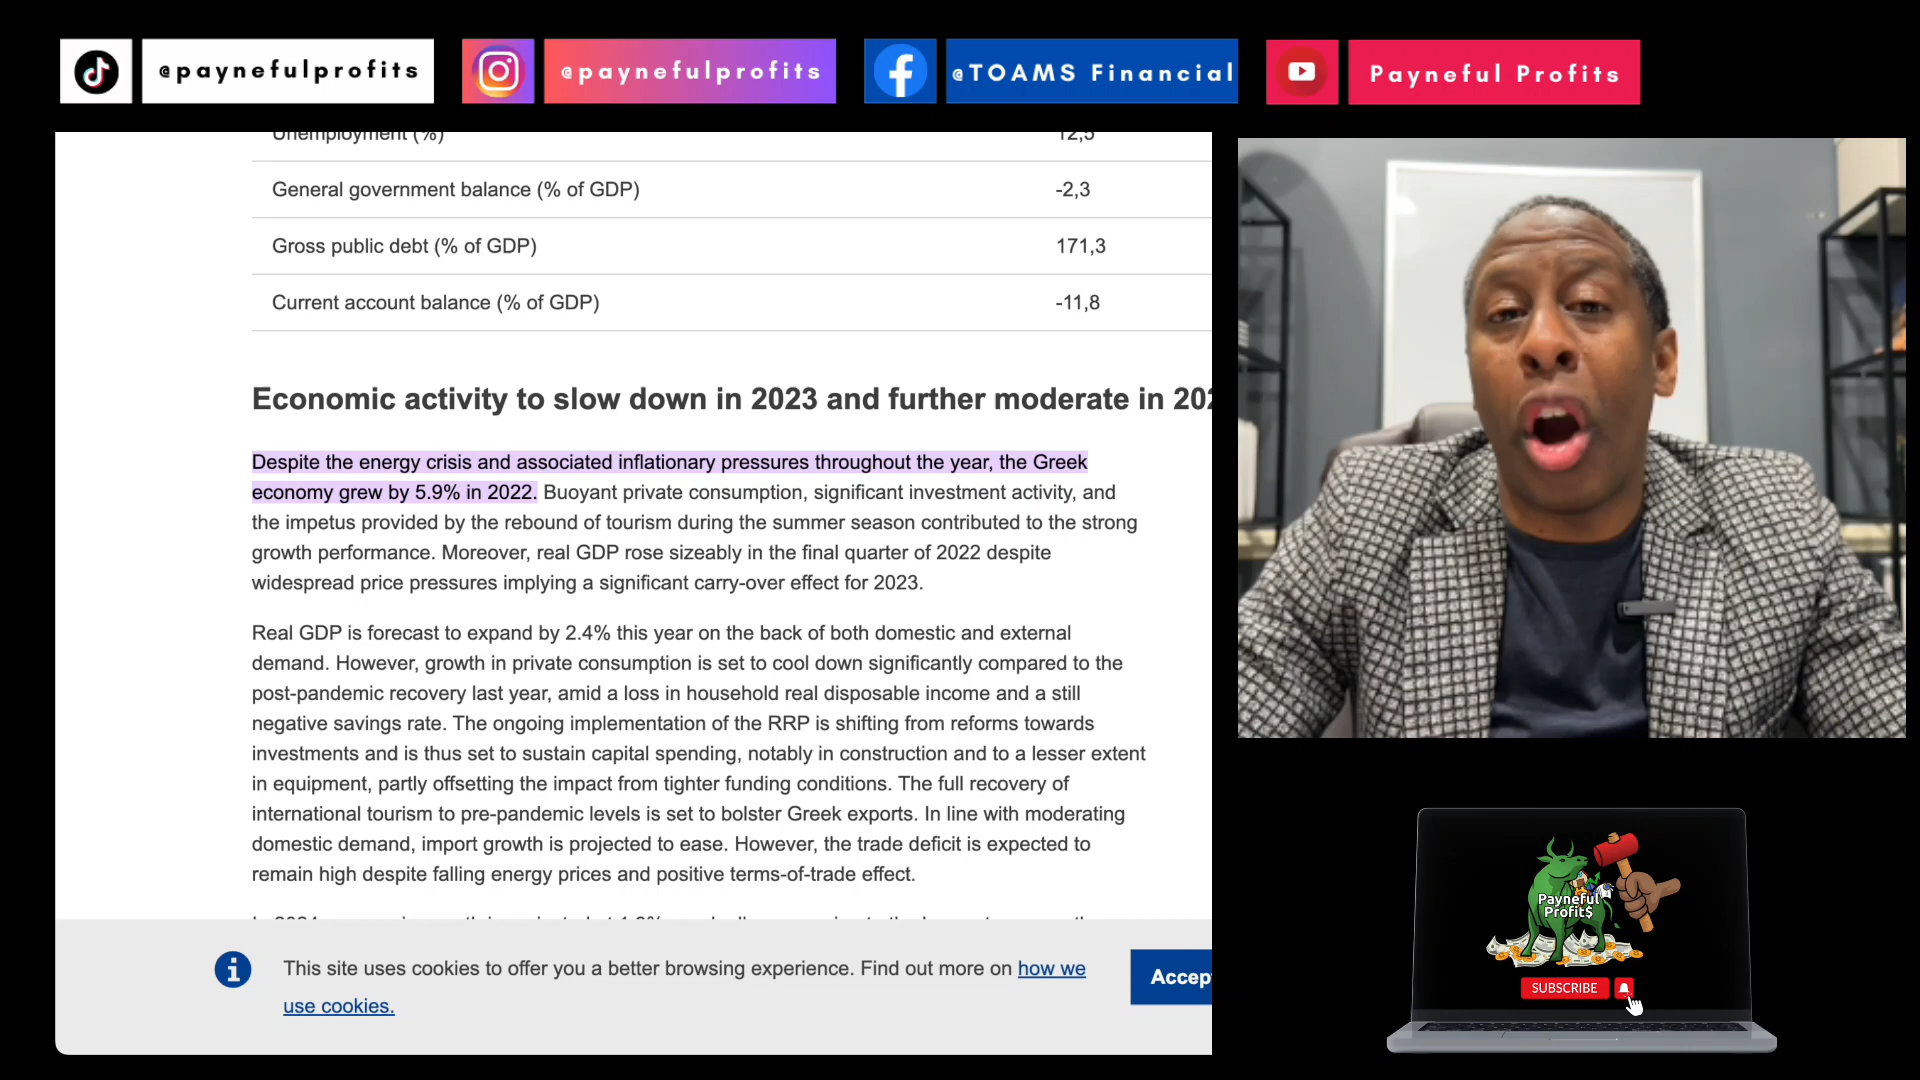 @paynefulprofits
@paynefulprofits
@TOAMS Financial
Payneful Profits
Unemployment (%) 12,5
General government balance (% of GDP) -2,3
Gross public debt (% of GDP) 171,3
Current account balance (% of GDP) -11,8
Economic activity to slow down in 2023 and further moderate in
Despite the energy crisis and associated inflationary pressures throughout the year, the Greek
economy grew by 5.9% in 2022. Buoyant private consumption, significant investment activity, and
the impetus provided by the rebound of tourism during the summer season contributed to the strong
growth performance. Moreover, real GDP rose sizeably in the final quarter of 2022 despite
widespread price pressures implying a significant carry-over effect for 2023.
Real GDP is forecast to expand by 2.4% this year on the back of both domestic and external
demand. However, growth in private consumption is set to cool down significantly compared to the
post-pandemic recovery last year, amid a loss in household real disposable income and a still
negative savings rate. The ongoing implementation of the RRP is shifting from reforms towards
investments and is thus set to sustain capital spending, notably in construction and to a lesser extent
in equipment, partly offsetting the impact from tighter funding conditions. The full recovery of
international tourism to pre-pandemic levels is set to bolster Greek exports. In line with moderating
domestic demand, import growth is projected to ease. However, the trade deficit is expected to
remain high despite falling energy prices and positive terms-of-trade effect.
This site uses cookies to offer you a better browsing experience. Find out more on how we
use cookies.
Accep
Payneful
Profit$
SUBSCRIBE